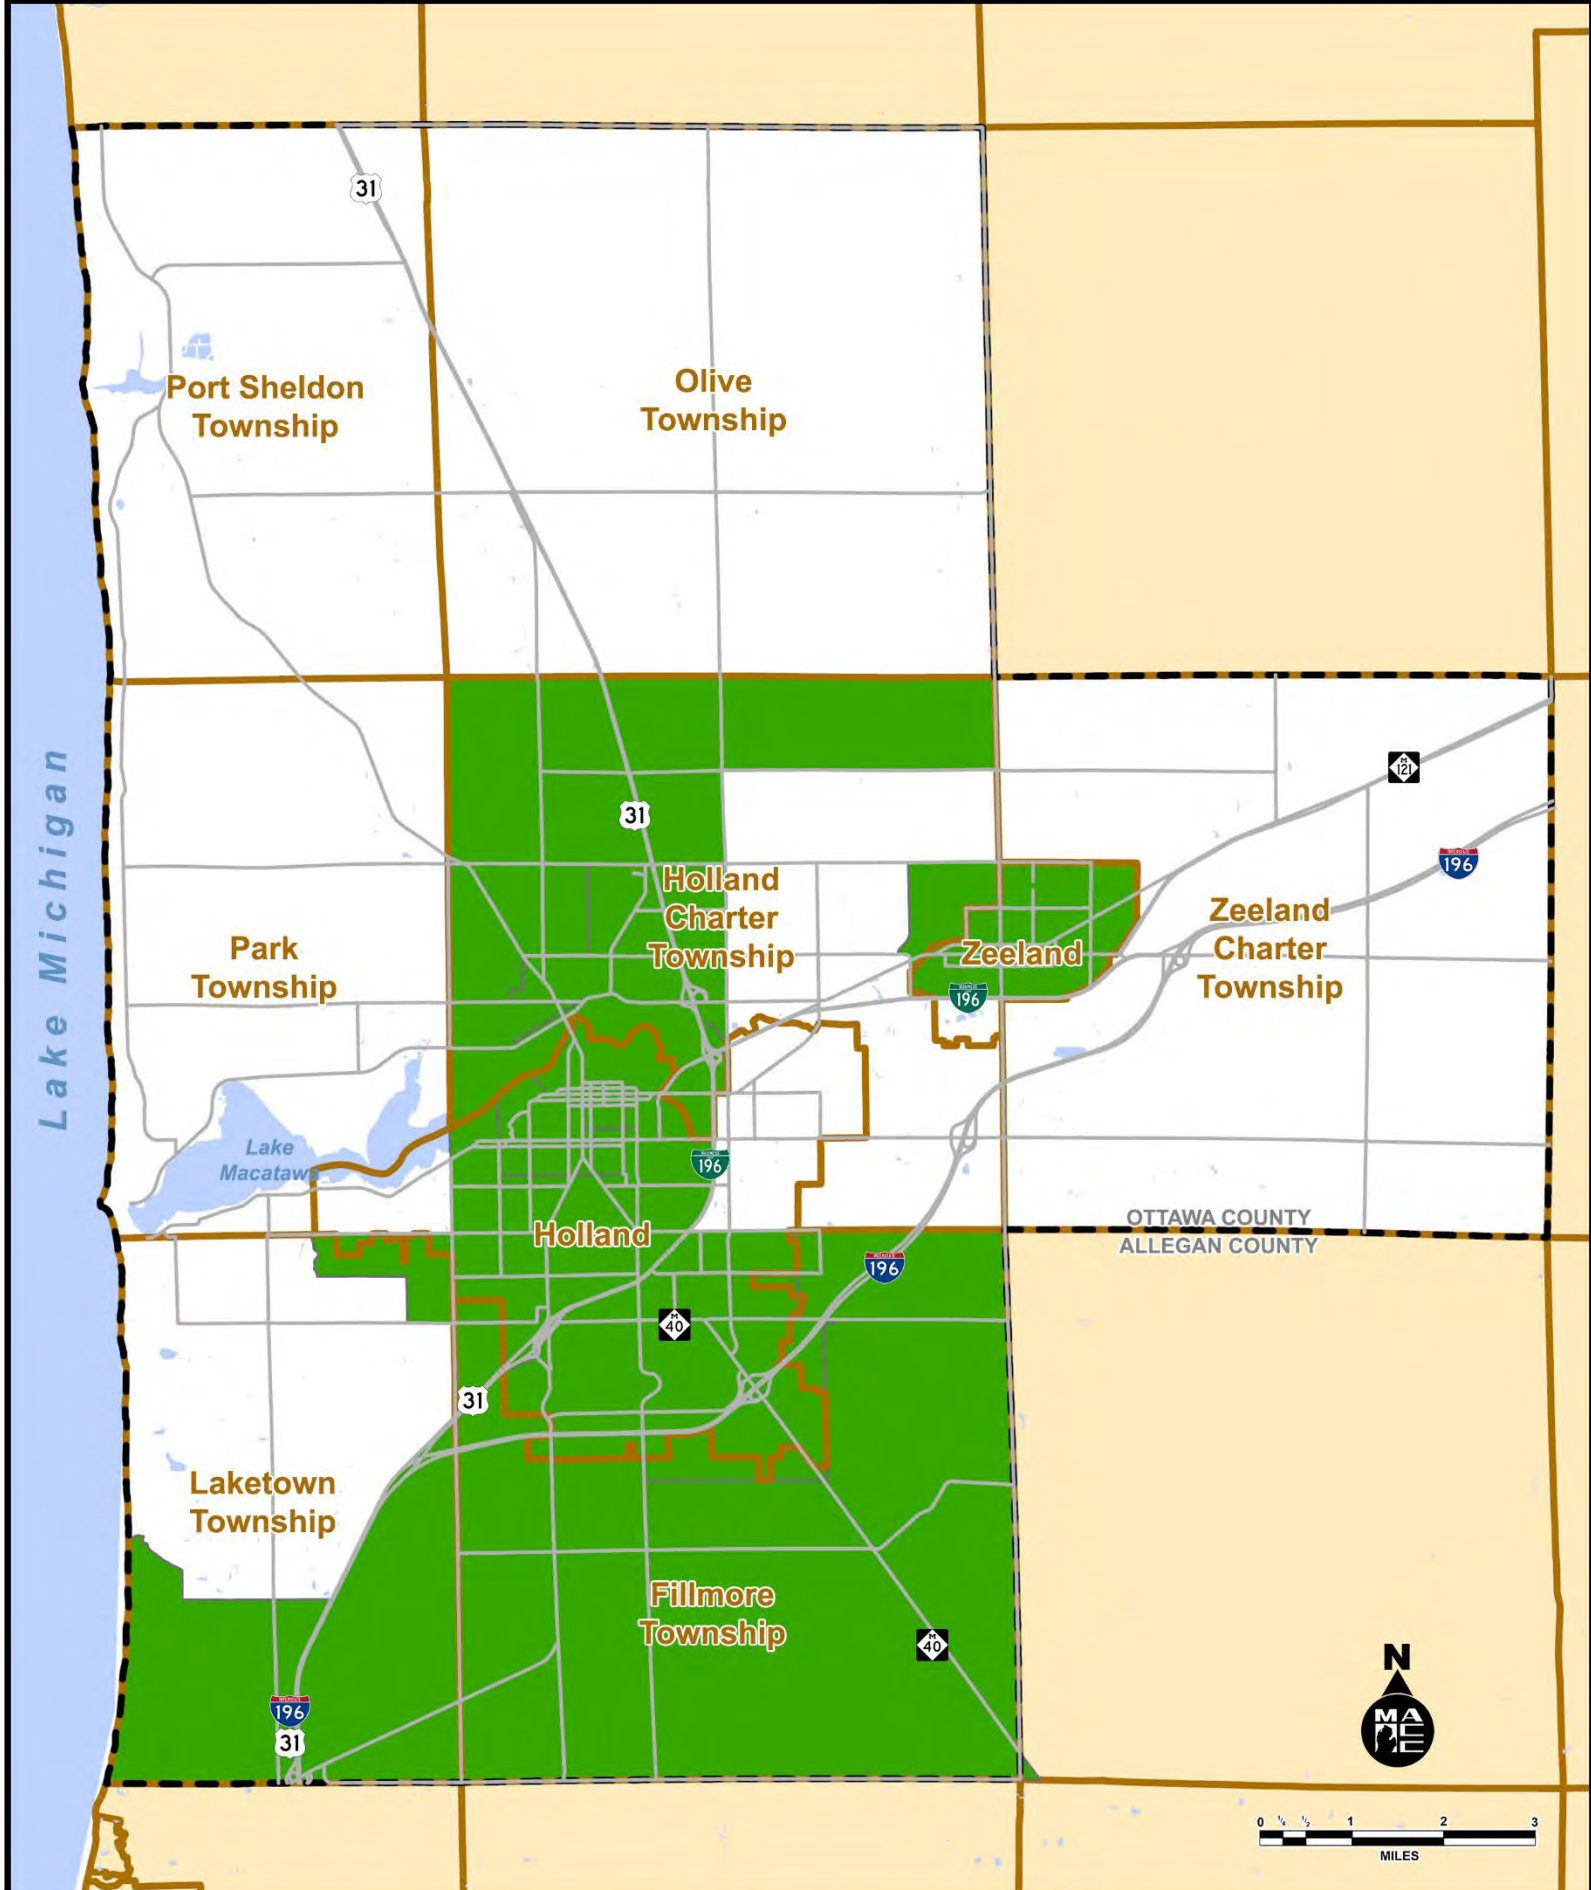 31
Port Sheldon
Township
Olive
Township
M
121
31
196
Holland
Charter
Township
Zeeland
Zeeland
Charter
Township
Park
Township
196
Lake Michigan
Lake
Macatawa
196
OTTAWA COUNTY
ALLEGAN COUNTY
Holland
196
M
40
31
Laketown
Township
Fillmore
Township
M
40
196
31
N
MACC
0 ¼ ½ 1 2 3
MILES